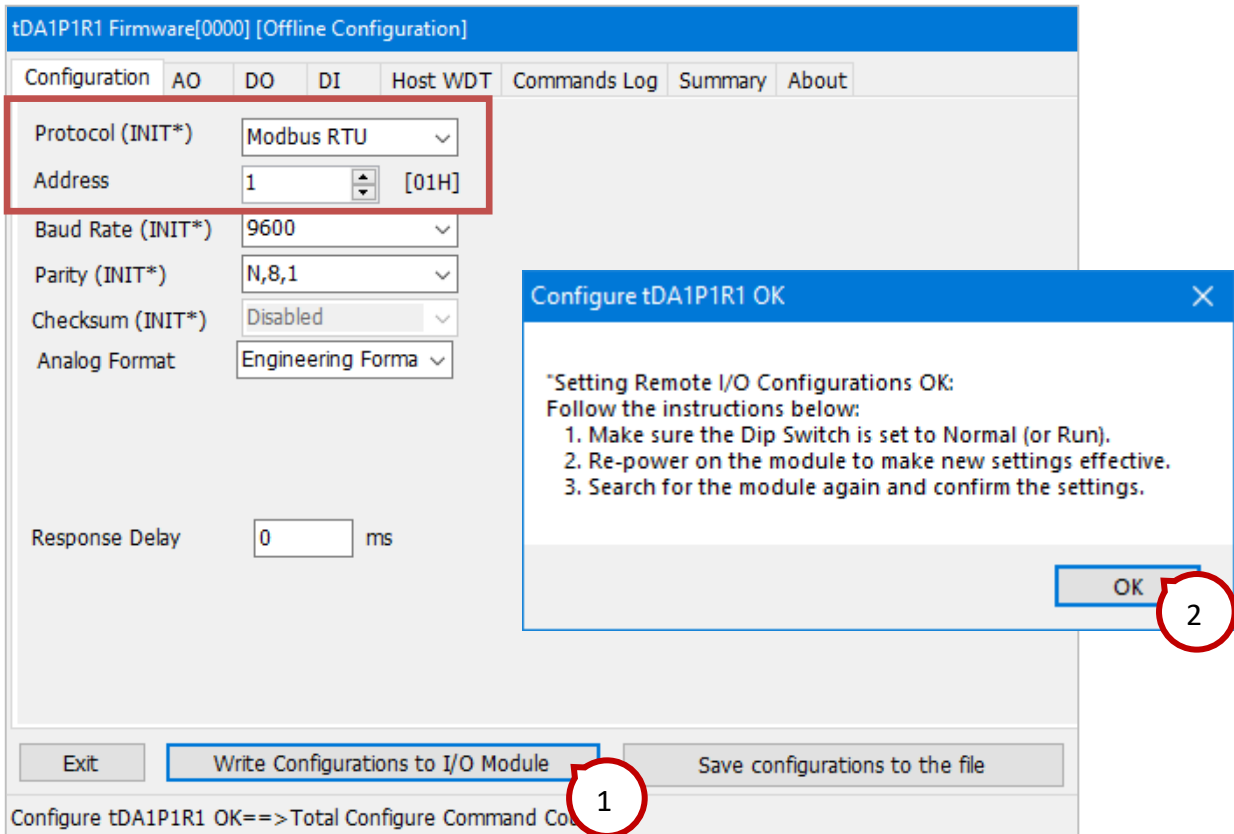 tDA1P1R1 Firmware[0000] [Offline Configuration]
Configuration AO DO DI Host WDT Commands Log Summary About
Protocol (INIT*) Modbus RTU
Address 1 [01H]
Baud Rate (INIT*) 9600
Parity (INIT*) N,8,1
Checksum (INIT*) Disabled
Analog Format Engineering Forma
Response Delay 0 ms
Configure tDA1P1R1 OK
"Setting Remote I/O Configurations OK:
Follow the instructions below:
1. Make sure the Dip Switch is set to Normal (or Run).
2. Re-power on the module to make new settings effective.
3. Search for the module again and confirm the settings.
OK
2
Exit Write Configurations to I/O Module Save configurations to the file
1
Configure tDA1P1R1 OK==>Total Configure Command